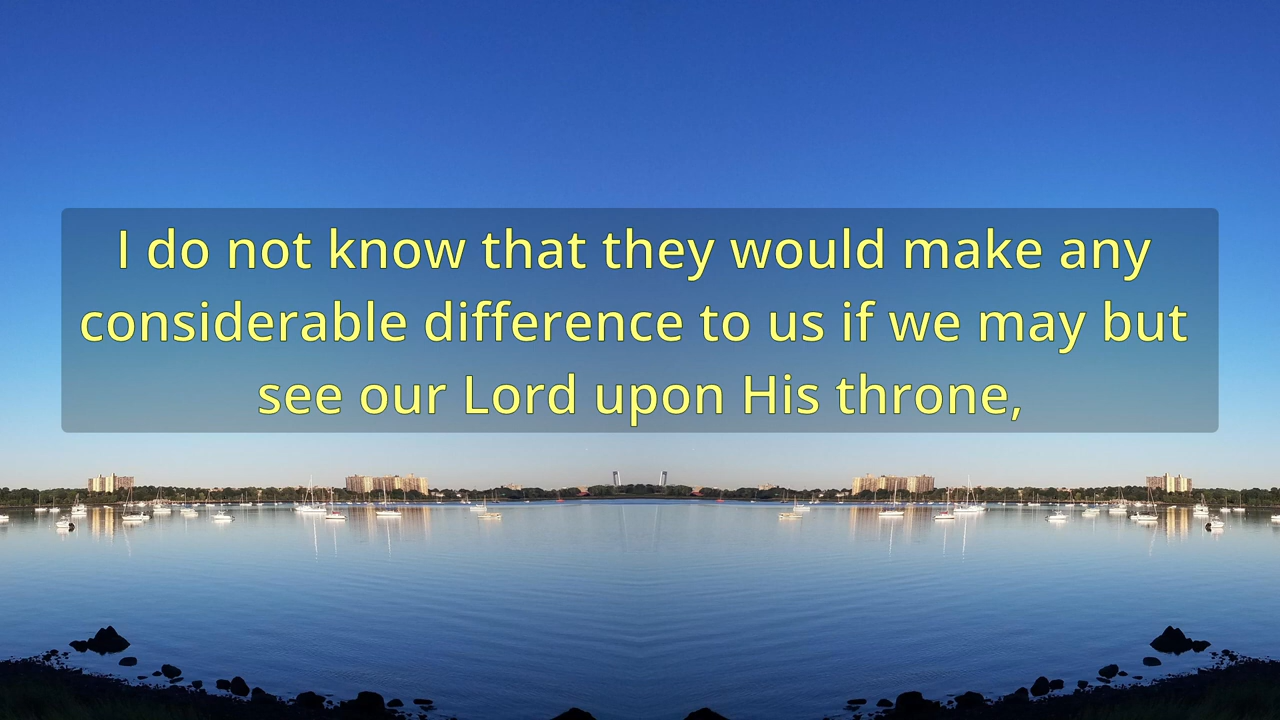 I do not know that they would make any
considerable difference to us if we may but
see our Lord upon His throne,